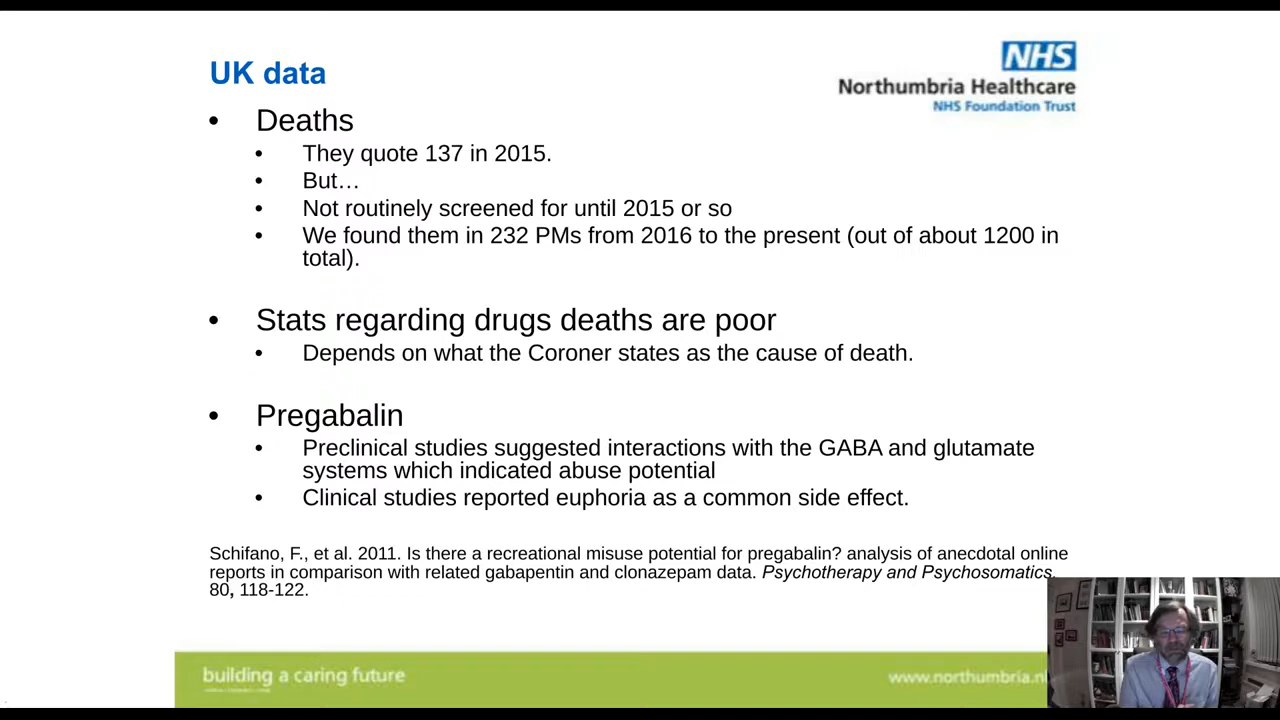 NHS
Northumbria Healthcare
NHS Foundation Trust
UK data
• Deaths
• They quote 137 in 2015.
• But…
• Not routinely screened for until 2015 or so
• We found them in 232 PMs from 2016 to the present (out of about 1200 in
total).
• Stats regarding drugs deaths are poor
• Depends on what the Coroner states as the cause of death.
• Pregabalin
• Preclinical studies suggested interactions with the GABA and glutamate
systems which indicated abuse potential
• Clinical studies reported euphoria as a common side effect.
Schifano, F., et al. 2011. Is there a recreational misuse potential for pregabalin? analysis of anecdotal online
reports in comparison with related gabapentin and clonazepam data. Psychotherapy and Psychosomatics,
80, 118-122.
building a caring future
www.northumbria.n